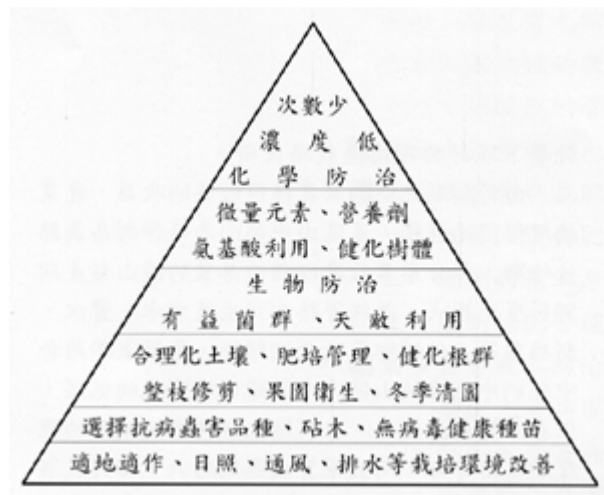 次數少
濃度低
化學防治
微量元素、營養劑
氨基酸利用、健化樹體
生物防治
有益菌群、天敵利用
合理化土壤、肥培管理、健化根群
整枝修剪、果園衛生、冬季清園
選擇抗病蟲害品種、砧木、無病毒健康種苗
適地適作、日照、通風、排水等栽培環境改善